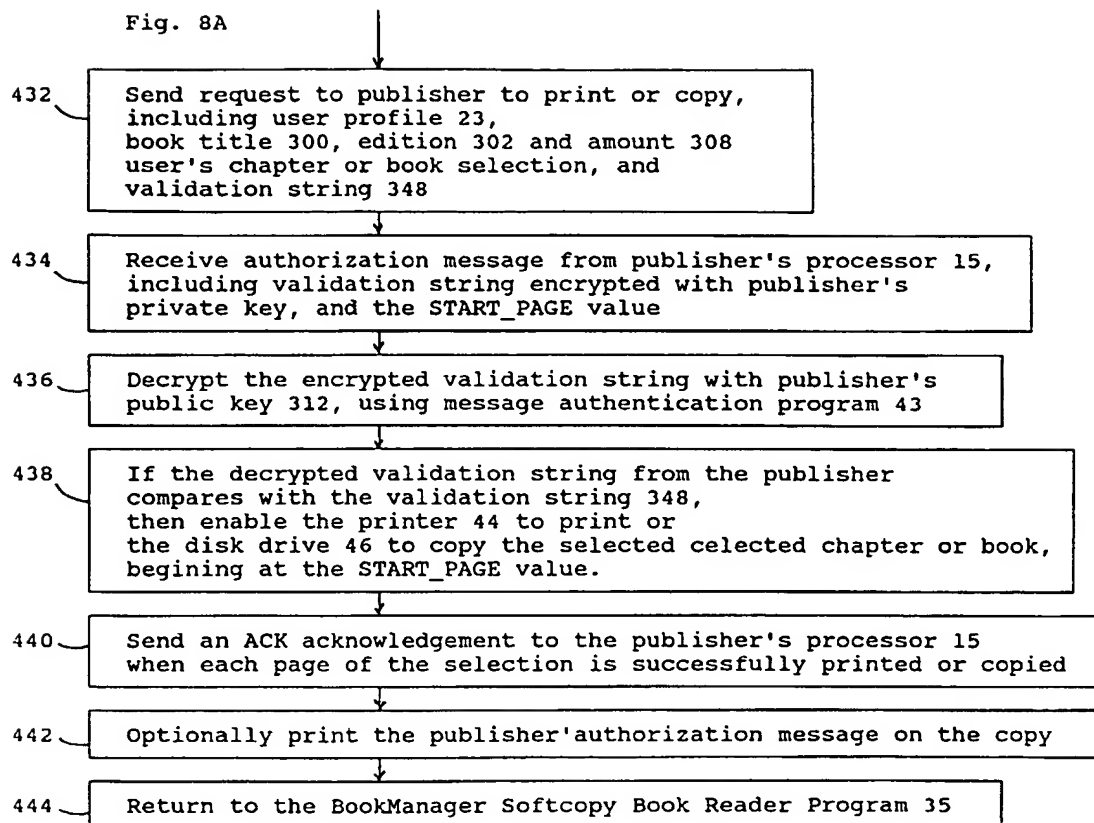 Fig. 8A
432
Send request to publisher to print or copy,
including user profile 23,
book title 300, edition 302 and amount 308
user's chapter or book selection, and
validation string 348
434
Receive authorization message from publisher's processor 15,
including validation string encrypted with publisher's
private key, and the START_PAGE value
436
Decrypt the encrypted validation string with publisher's
public key 312, using message authentication program 43
438
If the decrypted validation string from the publisher
compares with the validation string 348,
then enable the printer 44 to print or
the disk drive 46 to copy the selected celected chapter or book,
begining at the START_PAGE value.
440
Send an ACK acknowledgement to the publisher's processor 15
when each page of the selection is successfully printed or copied
442
Optionally print the publisher'authorization message on the copy
444
Return to the BookManager Softcopy Book Reader Program 35